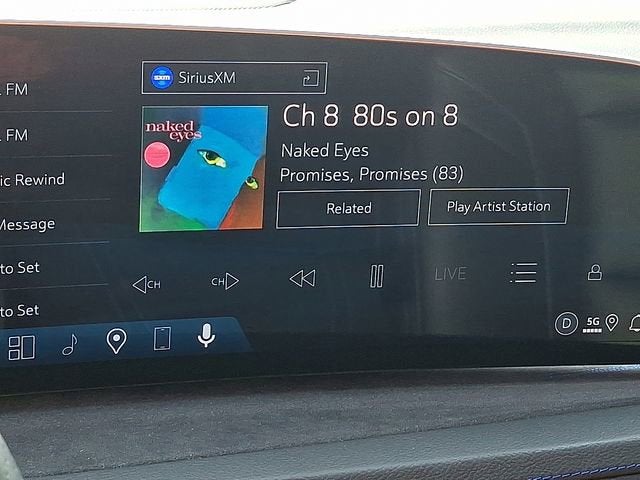 FM
sxm SiriusXM
Ch 8 80s on 8
FM
naked
eyes
Naked Eyes
Promises, Promises (83)
ic Rewind
Related
Play Artist Station
Message
to Set
CH
CH
LIVE
to Set
D
5G